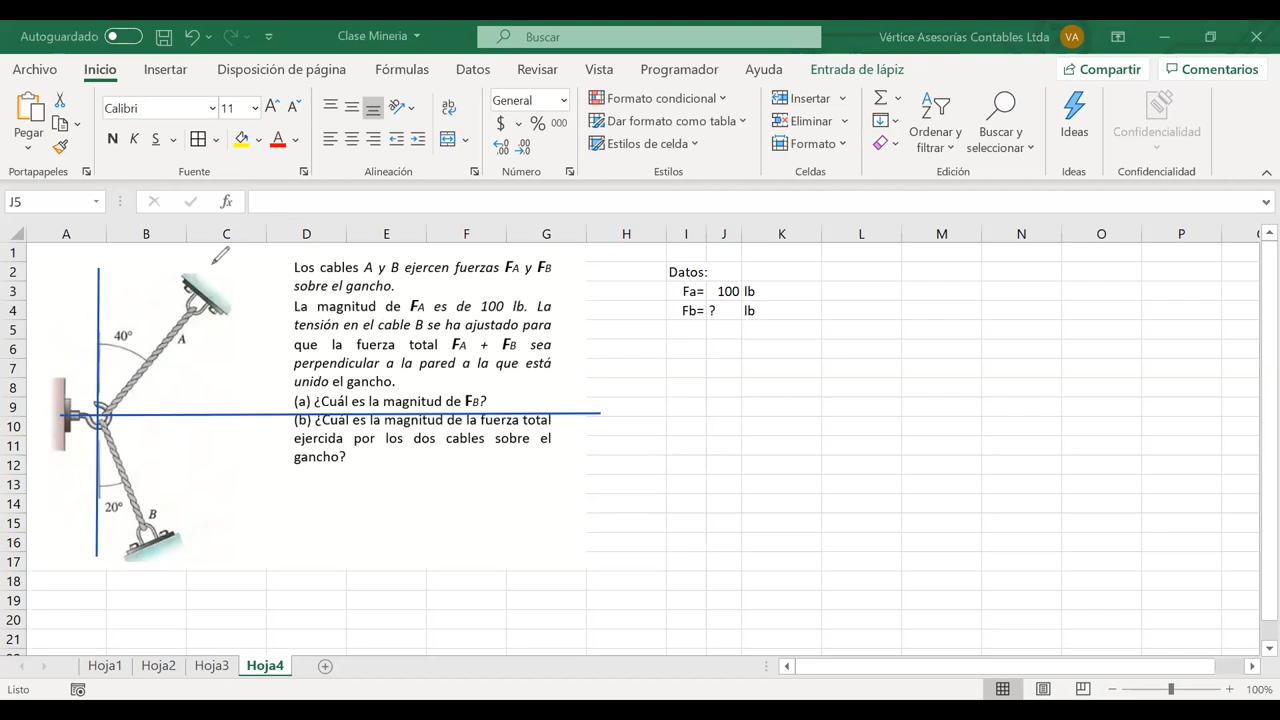 Autoguardado
Clase Mineria
Buscar
Vértice Asesorías Contables Ltda
VA
Archivo
Inicio
Insertar
Disposición de página
Fórmulas
Datos
Revisar
Vista
Programador
Ayuda
Entrada de lápiz
Compartir
Comentarios
Pegar
Calibri
11
N K S
General
$ % 000
Formato condicional
Dar formato como tabla
Estilos de celda
Insertar
Eliminar
Formato
Ordenar y filtrar
Buscar y seleccionar
Ideas
Confidencialidad
Portapapeles
Fuente
Alineación
Número
Estilos
Celdas
Edición
Ideas
Confidencialidad
J5
fx
A B C D E F G H I J K L M N O P
1
2
3
4
5
6
7
8
9
10
11
12
13
14
15
16
17
18
19
20
21
40°
A
20°
B
Los cables A y B ejercen fuerzas FA y FB
sobre el gancho.
La magnitud de FA es de 100 lb. La
tensión en el cable B se ha ajustado para
que la fuerza total FA + FB sea
perpendicular a la pared a la que está
unido el gancho.
(a) ¿Cuál es la magnitud de FB?
(b) ¿Cuál es la magnitud de la fuerza total
ejercida por los dos cables sobre el
gancho?
Datos:
Fa= 100 lb
Fb= ? lb
Hoja1
Hoja2
Hoja3
Hoja4
Listo
100%